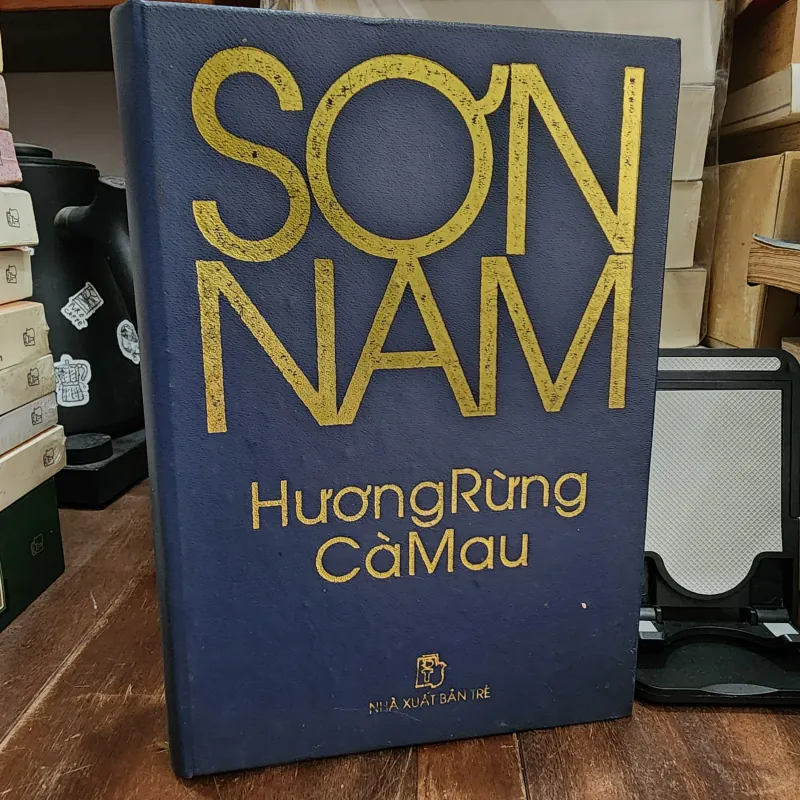 SƠN
NAM
HươngRừng
CàMau
NHÀ XUẤT BẢN TRẺ